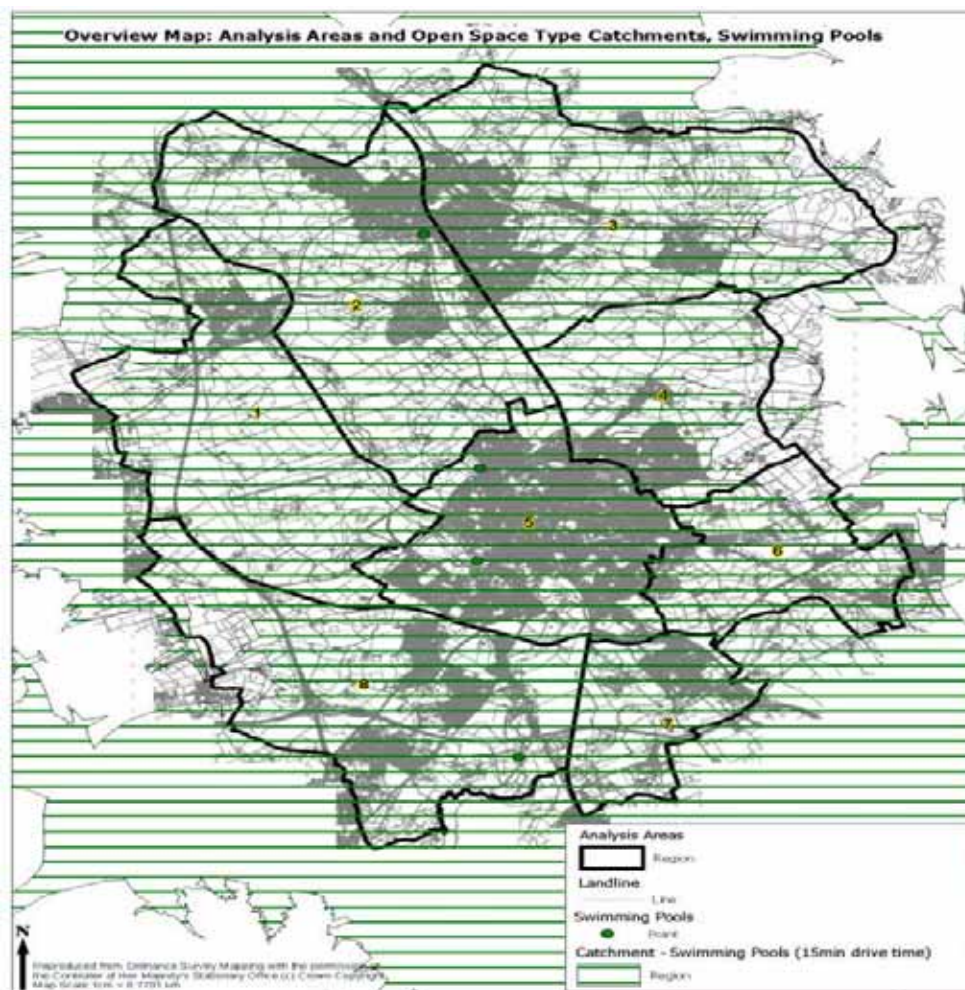 Overview Map: Analysis Areas and Open Space Type Catchments, Swimming Pools
3
2
4
1
5
6
8
7
Analysis Areas
Region
Landline
Line
Swimming Pools
Point
Catchment - Swimming Pools (15min drive time)
Region
N
Reproduced from Ordnance Survey Mapping with the permission of
the Controller of Her Majesty's Stationary Office (c) Crown Copyright
Map Scale 1cm =